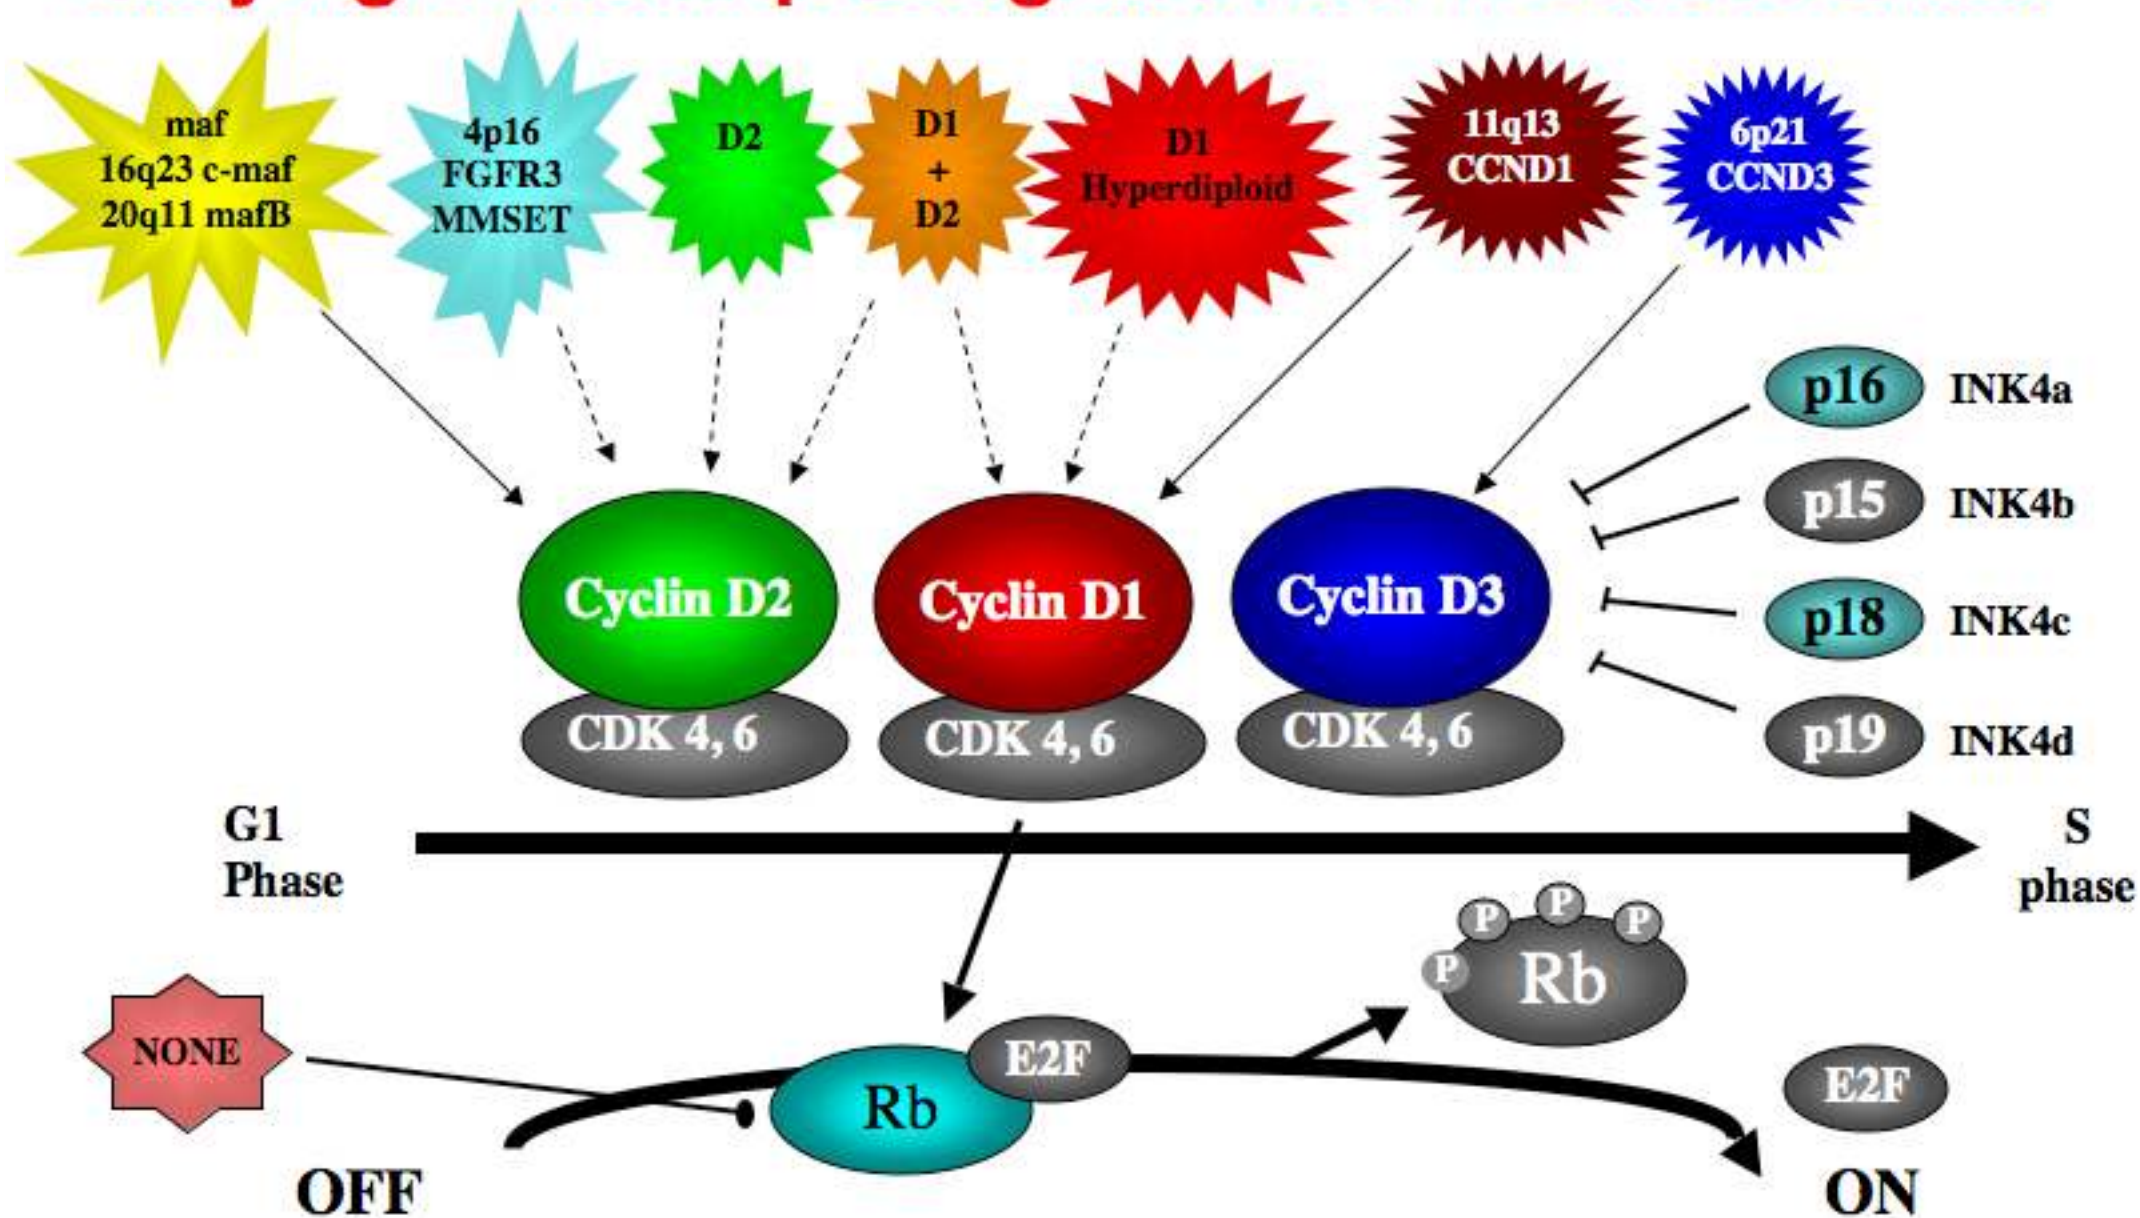 maf
16q23 c-maf
20q11 mafB
4p16
FGFR3
MMSET
D2
D1
+
D2
D1
Hyperdiploid
11q13
CCND1
6p21
CCND3
p16 INK4a
p15 INK4b
p18 INK4c
p19 INK4d
Cyclin D2
Cyclin D1
Cyclin D3
CDK 4, 6
CDK 4, 6
CDK 4, 6
G1
Phase
S
phase
P
P
P
P
Rb
NONE
Rb
E2F
E2F
OFF
ON